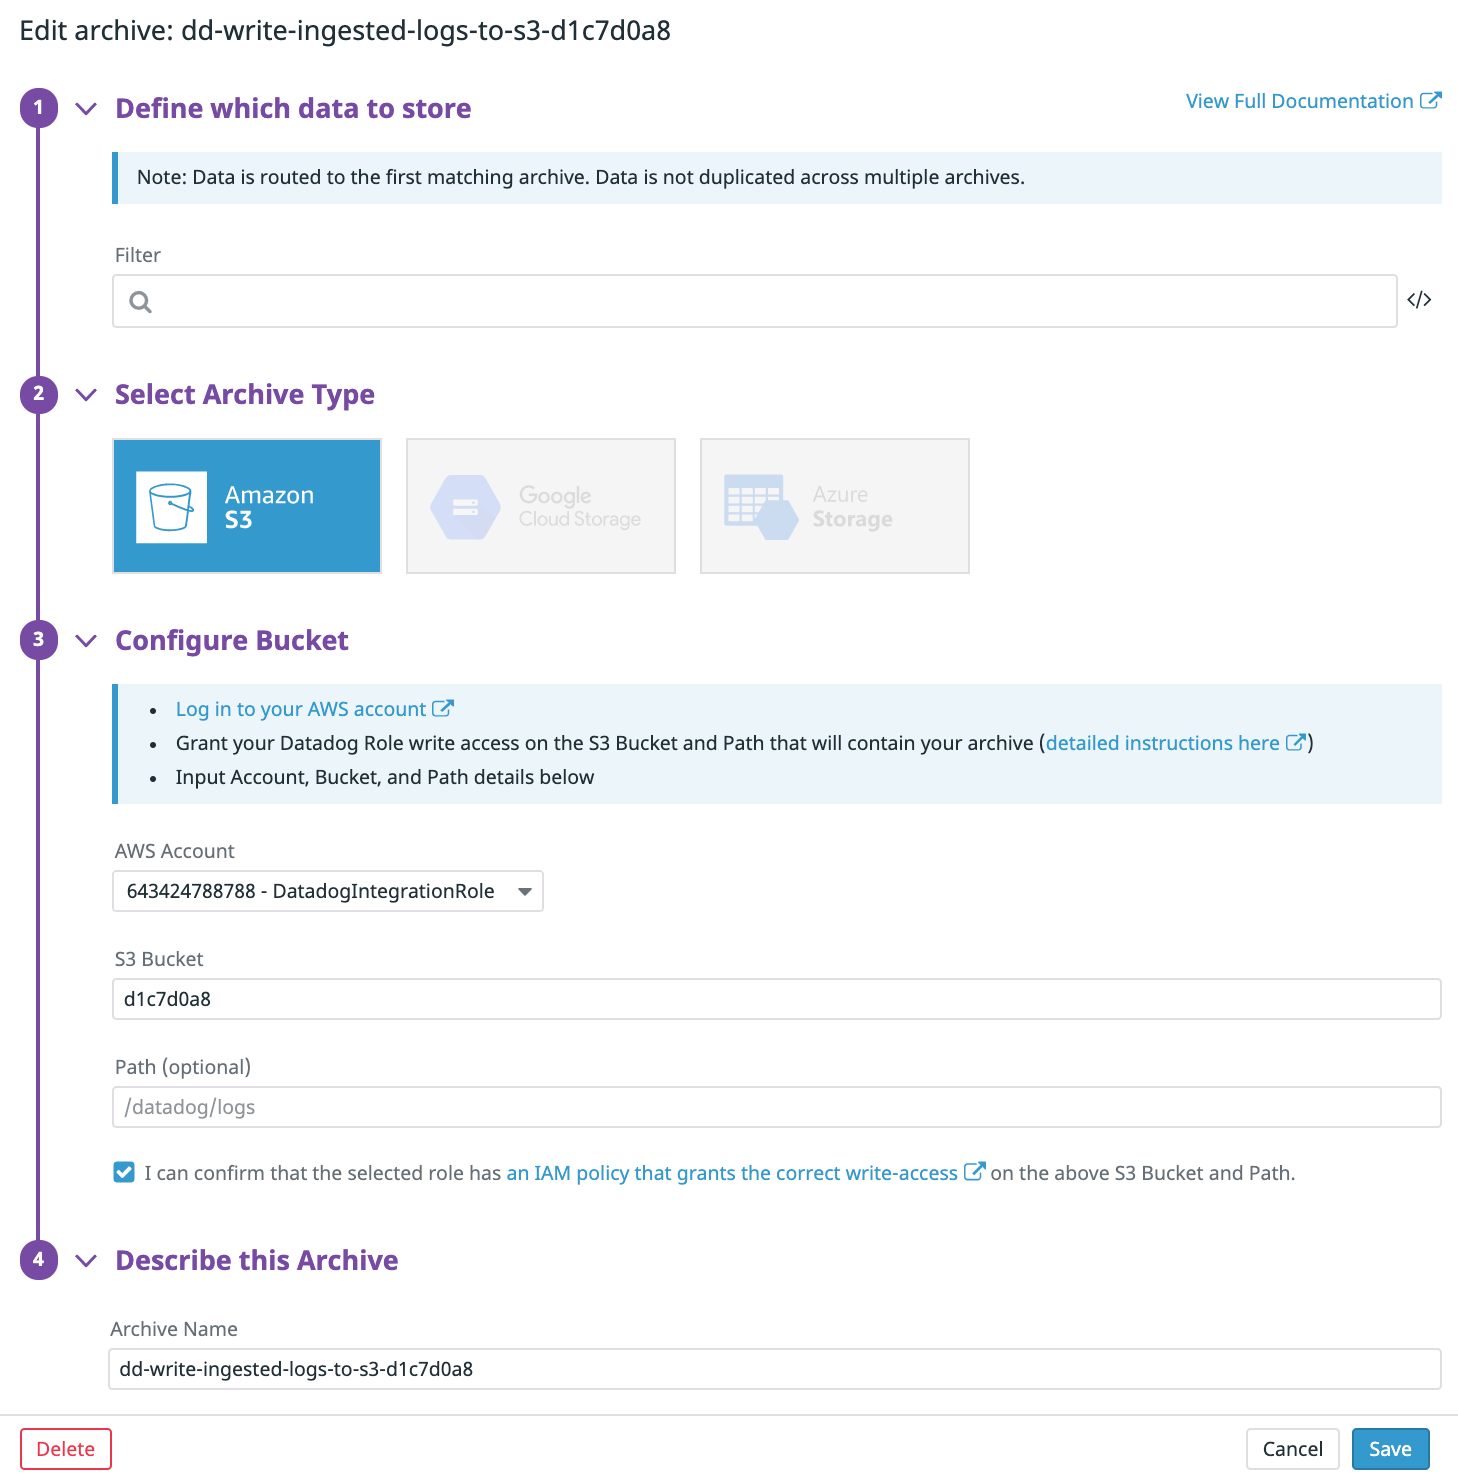 Edit archive: dd-write-ingested-logs-to-s3-d1c7d0a8
1 Define which data to store
View Full Documentation
Note: Data is routed to the first matching archive. Data is not duplicated across multiple archives.
Filter
</>
2 Select Archive Type
Amazon
S3
Google
Cloud Storage
Azure
Storage
3 Configure Bucket
• Log in to your AWS account
• Grant your Datadog Role write access on the S3 Bucket and Path that will contain your archive (detailed instructions here)
• Input Account, Bucket, and Path details below
AWS Account
643424788788 - DatadogIntegrationRole
S3 Bucket
d1c7d0a8
Path (optional)
/datadog/logs
I can confirm that the selected role has an IAM policy that grants the correct write-access on the above S3 Bucket and Path.
4 Describe this Archive
Archive Name
dd-write-ingested-logs-to-s3-d1c7d0a8
Delete
Cancel
Save